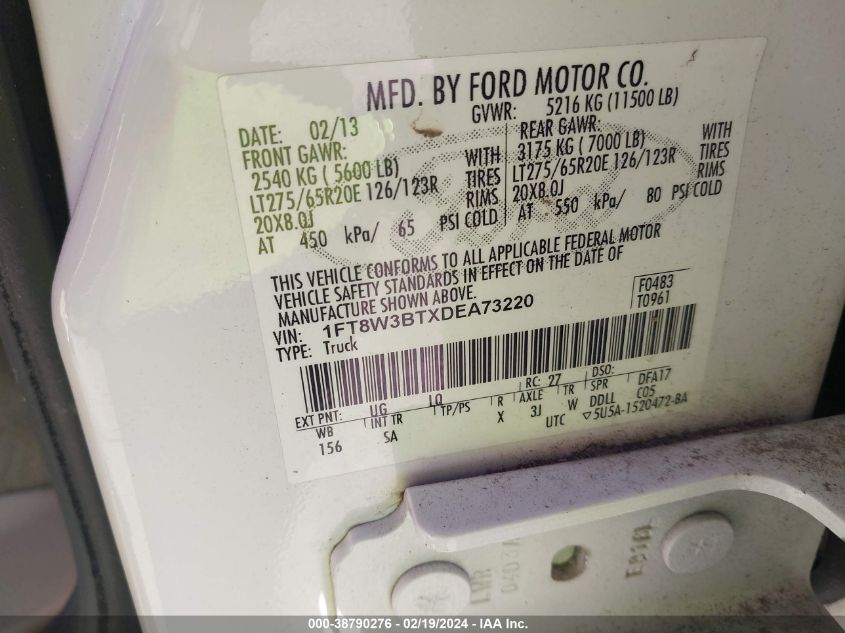 MFD. BY FORD MOTOR CO.
DATE: 02/13 GVWR: 5216 KG (11500 LB)
FRONT GAWR: REAR GAWR:
2540 KG ( 5600 LB) WITH 3175 KG ( 7000 LB) WITH
LT275/65R20E 126/123R TIRES LT275/65R20E 126/123R TIRES
20X8.0J RIMS 20X8.0J RIMS
AT 450 kPa/ 65 PSI COLD AT 550 kPa/ 80 PSI COLD
THIS VEHICLE CONFORMS TO ALL APPLICABLE FEDERAL MOTOR
VEHICLE SAFETY STANDARDS IN EFFECT ON THE DATE OF
MANUFACTURE SHOWN ABOVE.
VIN: 1FT8W3BTXDEA73220 F0483
TYPE: Truck T0961
EXT PNT: UG LQ RC: 27 DSO:
WB INT TR TP/PS R AXLE TR SPR DFA17
156 SA X 3J W DDLL C05
UTC ▽5U5A-1520472-BA
000-38790276 - 02/19/2024 - IAA Inc.